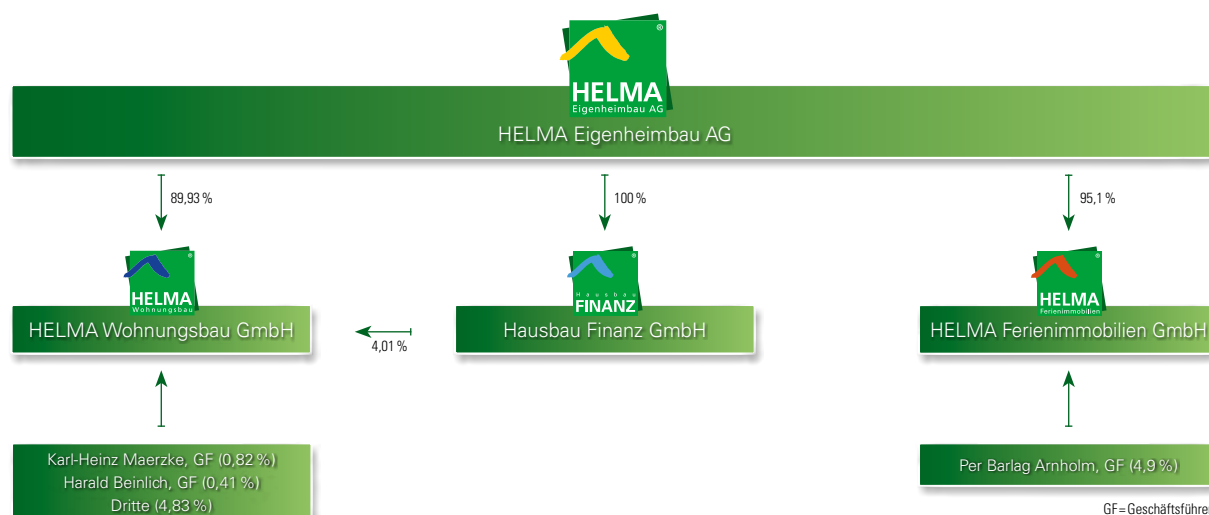 ®
HELMA
Eigenheimbau AG
HELMA Eigenheimbau AG
89,93 %
100 %
95,1 %
®
HELMA
Wohnungsbau
®
Hausbau
FINANZ
®
HELMA
Ferienimmobilien
HELMA Wohnungsbau GmbH
4,01 %
Hausbau Finanz GmbH
HELMA Ferienimmobilien GmbH
Karl-Heinz Maerzke, GF (0,82 %)
Harald Beinlich, GF (0,41 %)
Dritte (4,83 %)
Per Barlag Arnholm, GF (4,9 %)
GF = Geschäftsführer